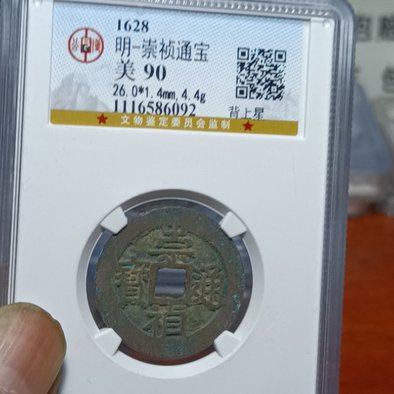 1628
明-崇祯通宝
美 90
26.0*1.4mm,4.4g
1116586092
背上星
★ 文物鉴定委员会监制 ★
崇
寳 通
禎